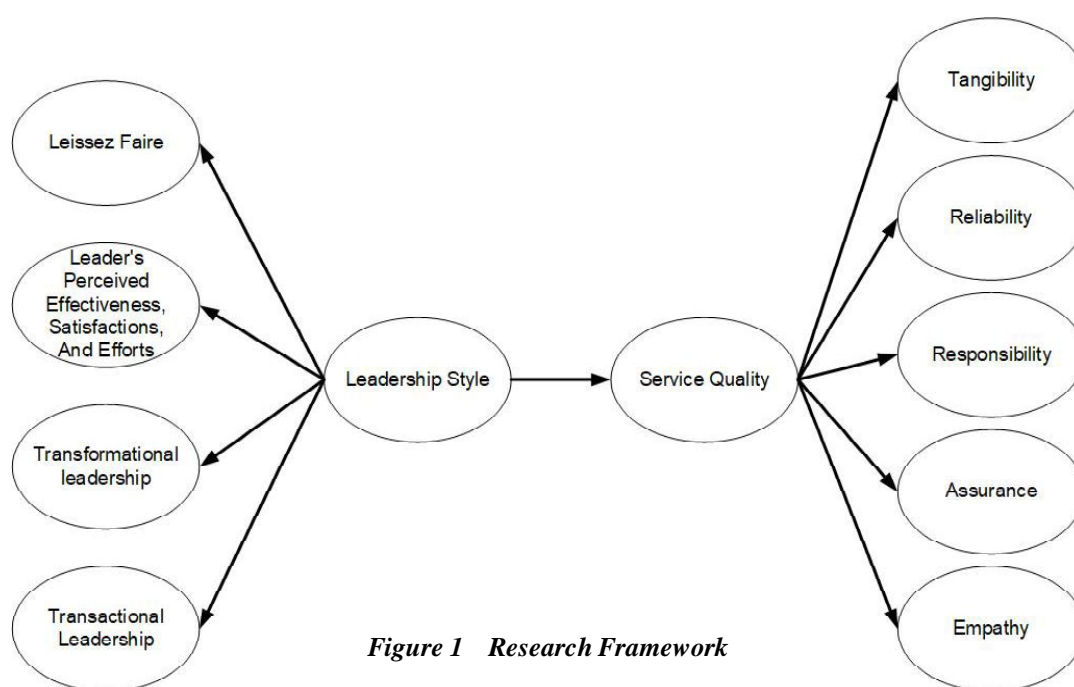 Leissez Faire
Leader's
Perceived
Effectiveness,
Satisfactions,
And Efforts
Transformational
leadership
Transactional
Leadership
Leadership Style
Service Quality
Tangibility
Reliability
Responsibility
Assurance
Empathy
Figure 1 Research Framework